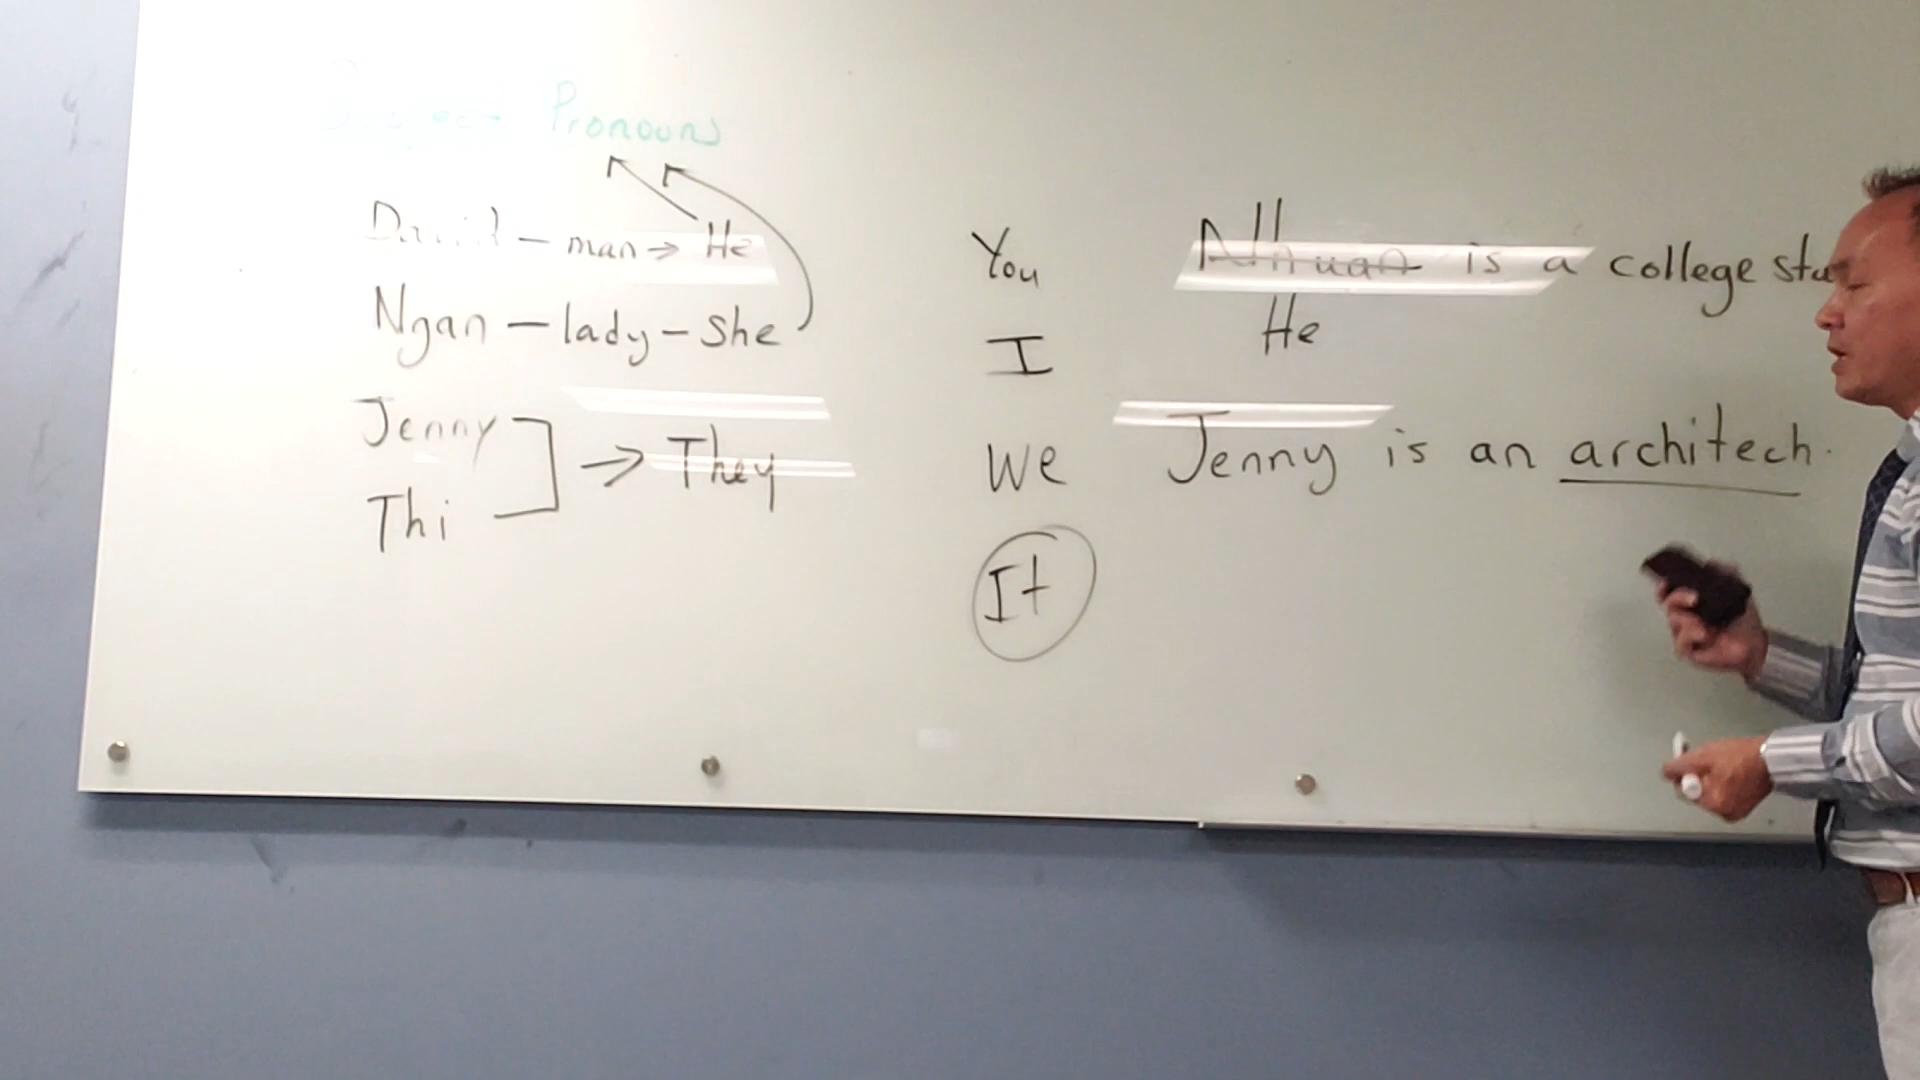 Subject Pronouns
David – man → He
Ngan – lady – she
Jenny
Thi
→ They
You
I
We
It
Nhuan is a college
He
Jenny is an architech.